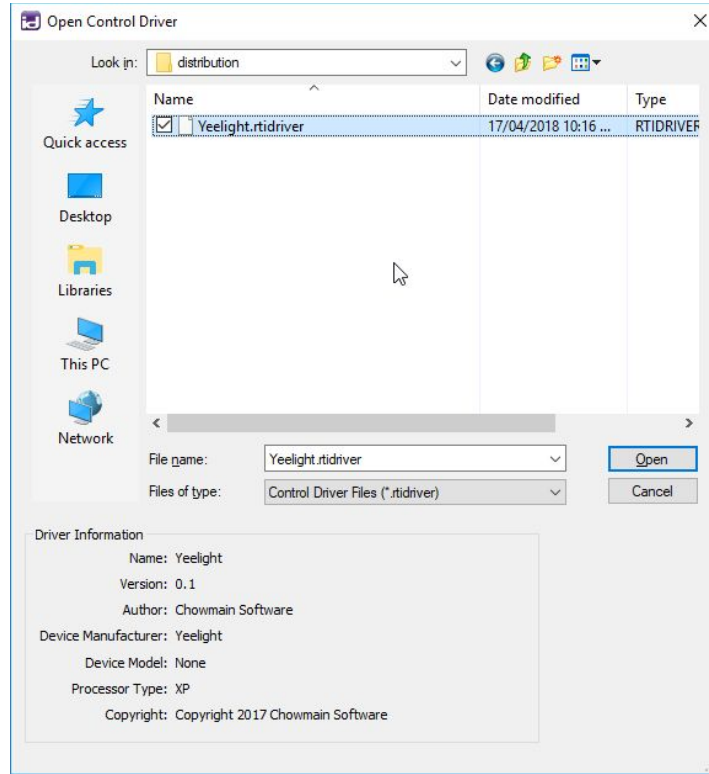 id Open Control Driver
Look in: distribution
Name Date modified Type
Yeelight.rtidriver 17/04/2018 10:16 ... RTIDRIVER
Quick access
Desktop
Libraries
This PC
Network
File name: Yeelight.rtidriver Open
Files of type: Control Driver Files (*.rtidriver) Cancel
Driver Information
Name: Yeelight
Version: 0.1
Author: Chowmain Software
Device Manufacturer: Yeelight
Device Model: None
Processor Type: XP
Copyright: Copyright 2017 Chowmain Software